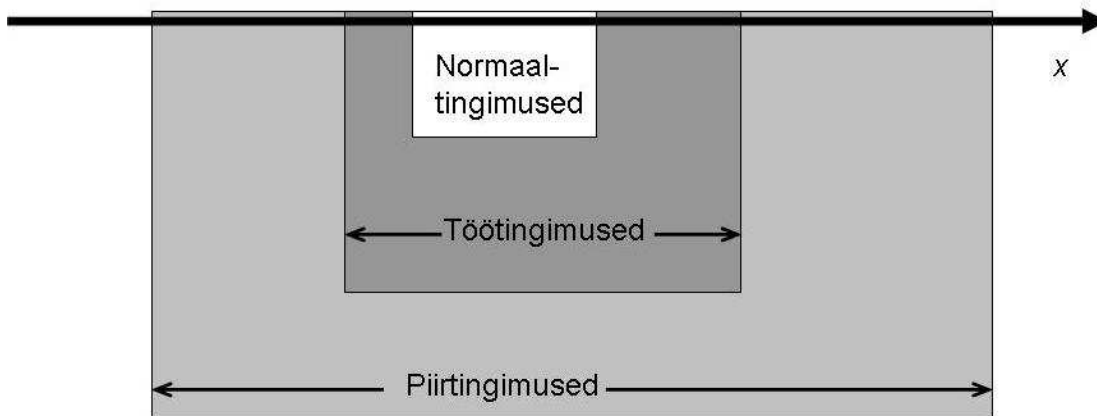 x
Normaal-
tingimused
Töötingimused
Piirtingimused